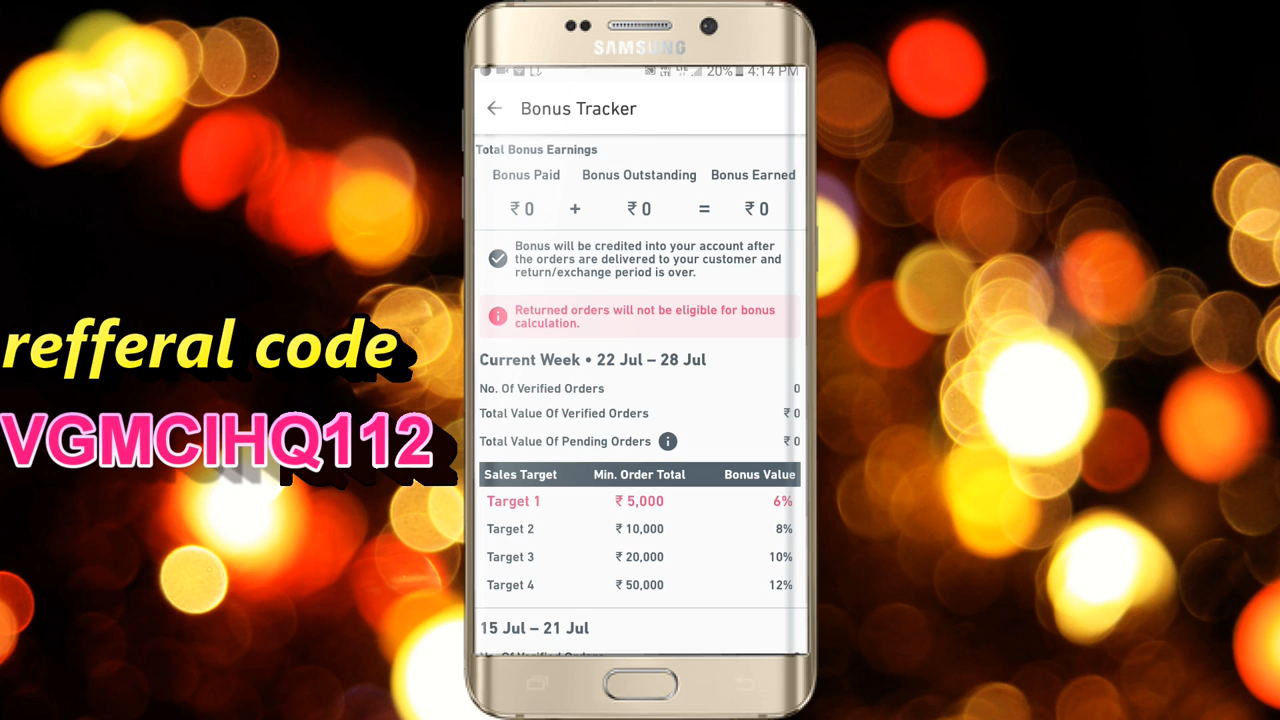 SAMSUNG
20% 4:14 PM
Bonus Tracker
Total Bonus Earnings
Bonus Paid Bonus Outstanding Bonus Earned
₹ 0 + ₹ 0 = ₹ 0
Bonus will be credited into your account after
the orders are delivered to your customer and
return/exchange period is over.
Returned orders will not be eligible for bonus
calculation.
refferal code
VGMCIHQ112
Current Week • 22 Jul – 28 Jul
No. Of Verified Orders 0
Total Value Of Verified Orders ₹ 0
Total Value Of Pending Orders i ₹ 0
Sales Target Min. Order Total Bonus Value
Target 1 ₹ 5,000 6%
Target 2 ₹ 10,000 8%
Target 3 ₹ 20,000 10%
Target 4 ₹ 50,000 12%
15 Jul – 21 Jul